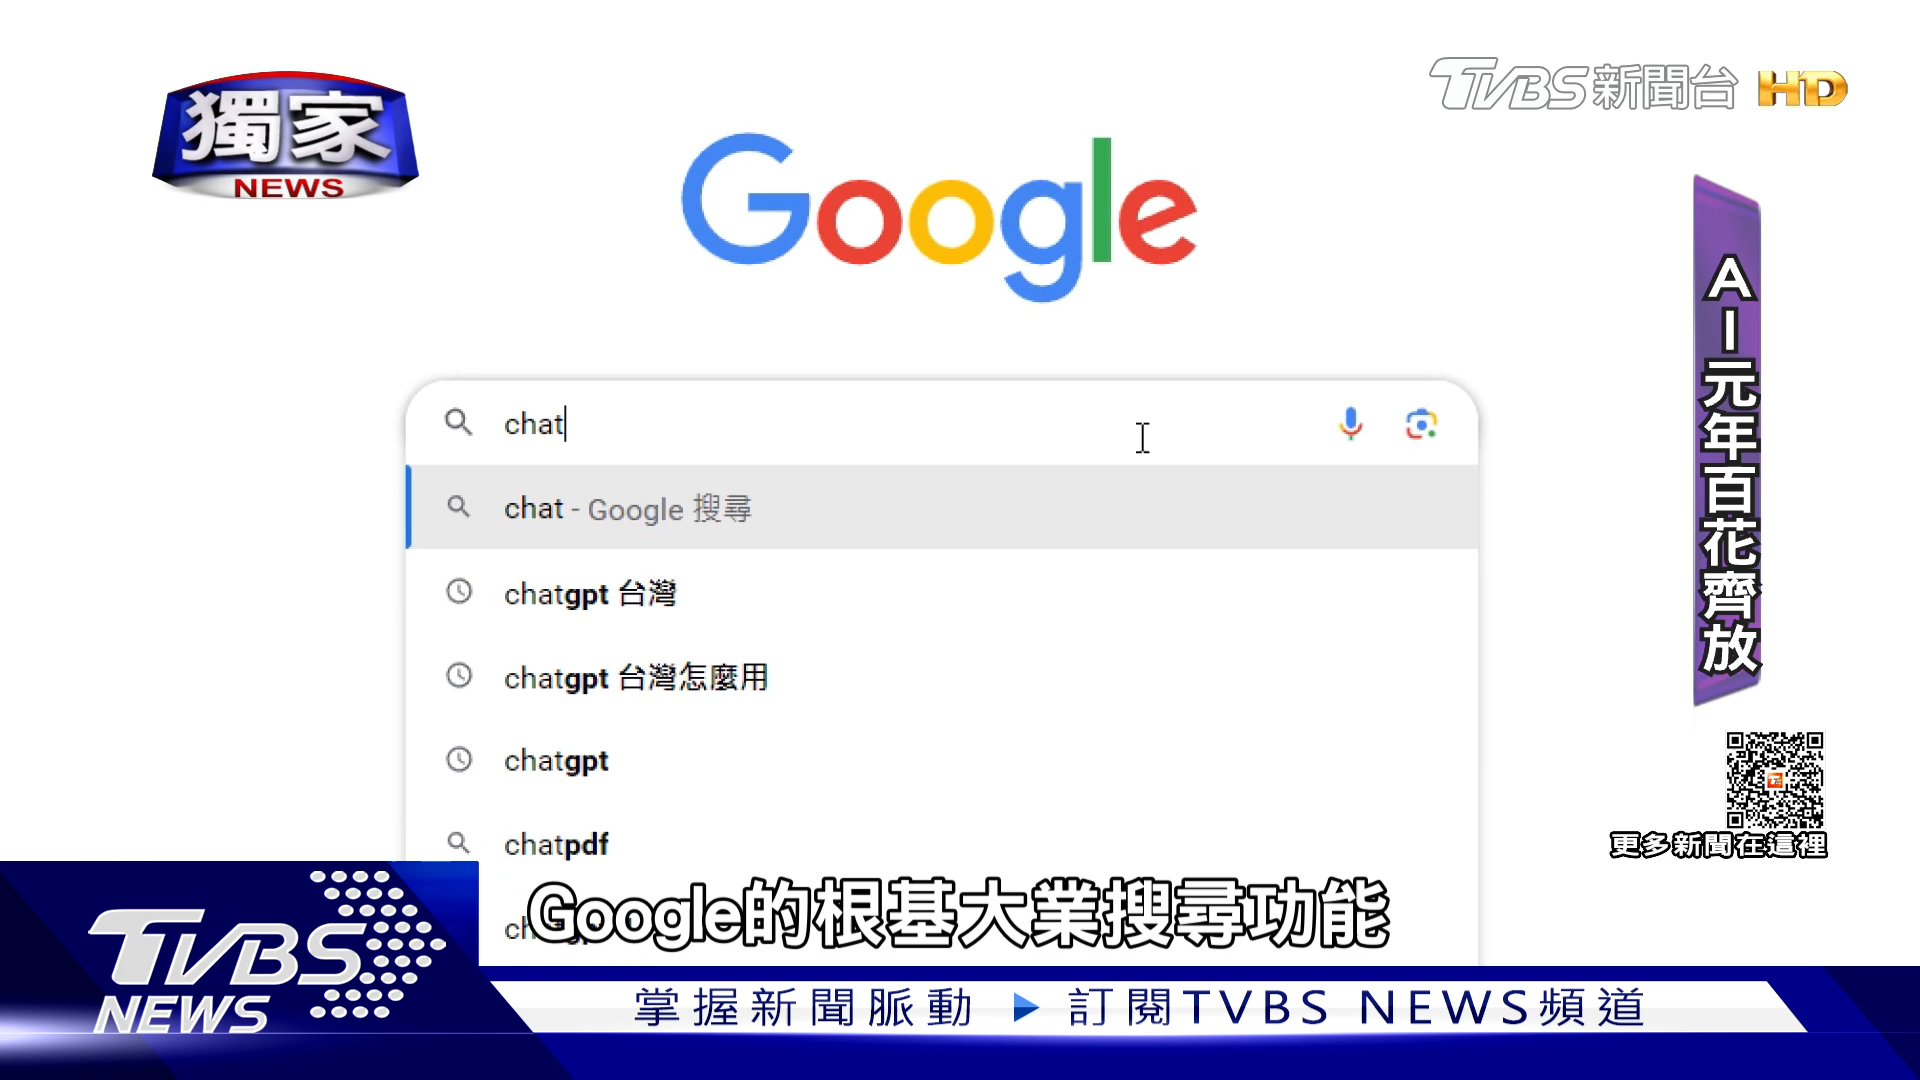 獨家
NEWS
TVBS新聞台 HD
Google
chat
chat - Google 搜尋
chatgpt 台灣
chatgpt 台灣怎麼用
chatgpt
chatpdf
AI元年百花齊放
更多新聞在這裡
Google的根基大業搜尋功能
TVBS
NEWS
掌握新聞脈動 ▶ 訂閱TVBS NEWS頻道